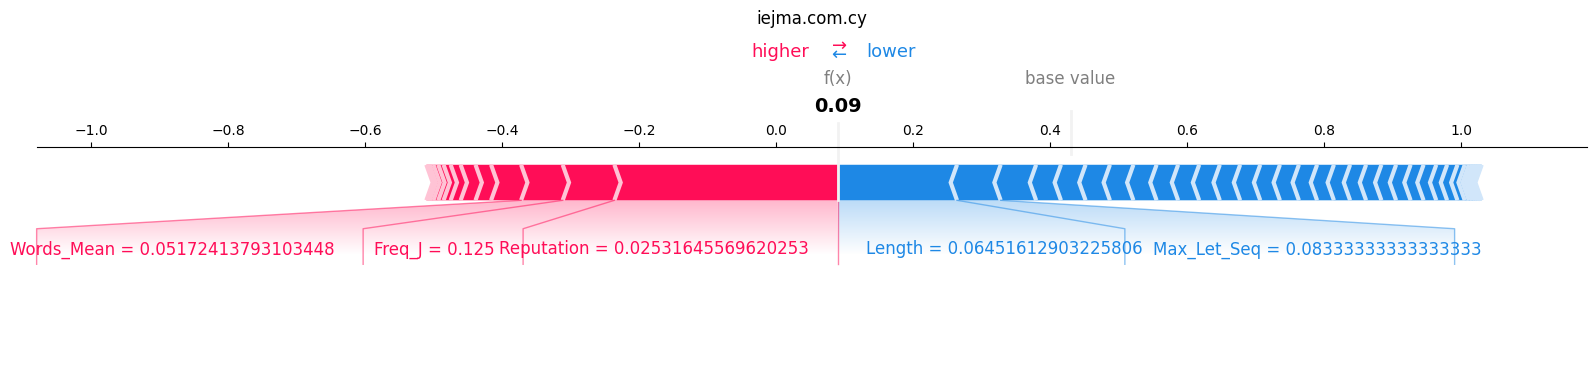 iejma.com.cy
higher ⇄ lower
f(x) base value
0.09
−1.0 −0.8 −0.6 −0.4 −0.2 0.0 0.2 0.4 0.6 0.8 1.0
Words_Mean = 0.05172413793103448 Freq_J = 0.125 Reputation = 0.02531645569620253 Length = 0.06451612903225806 Max_Let_Seq = 0.08333333333333333